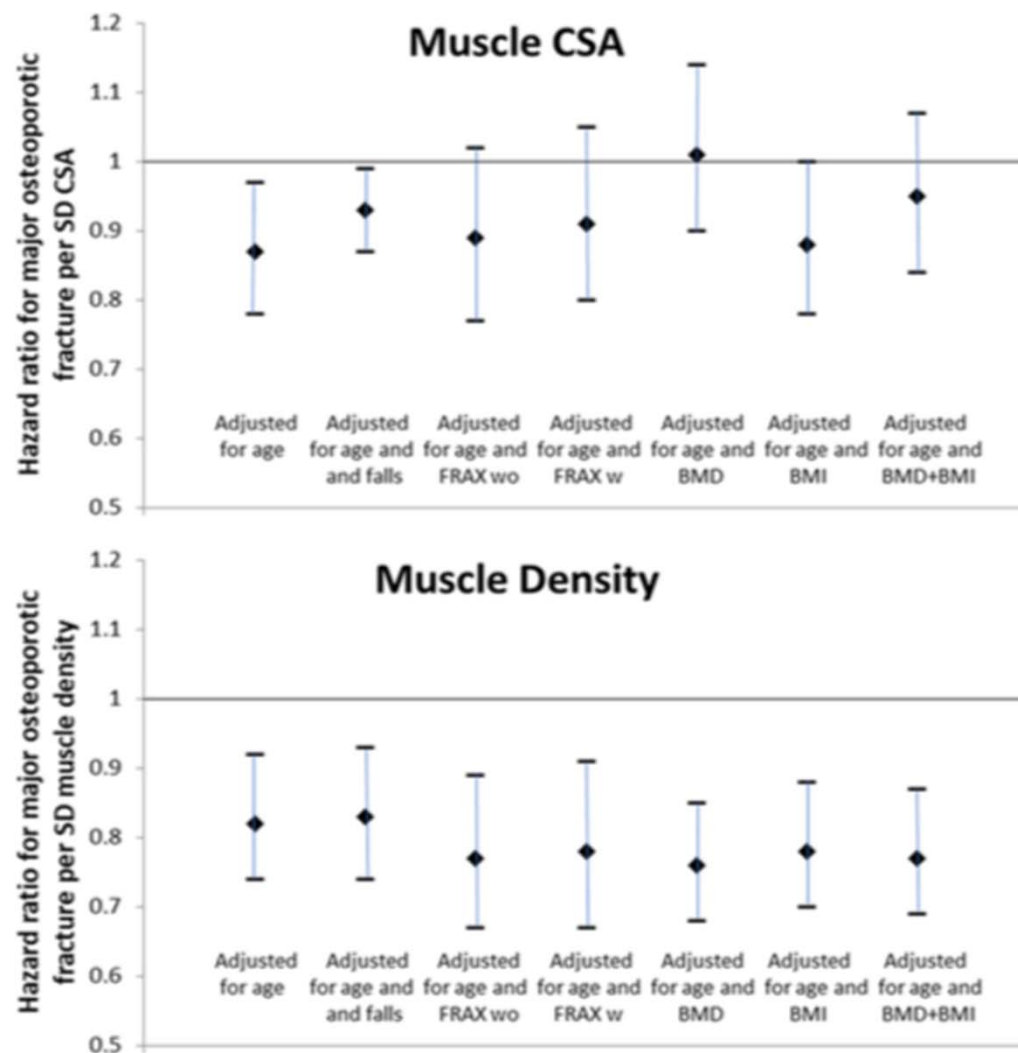 Muscle CSA
Hazard ratio for major osteoporotic
fracture per SD CSA
1.2
1.1
1
0.9
0.8
0.7
0.6
0.5
Adjusted
for age
Adjusted
for age and
and falls
Adjusted
for age and
FRAX wo
Adjusted
for age and
FRAX w
Adjusted
for age and
BMD
Adjusted
for age and
BMI
Adjusted
for age and
BMD+BMI
Muscle Density
Hazard ratio for major osteoporotic
fracture per SD muscle density
1.2
1.1
1
0.9
0.8
0.7
0.6
0.5
Adjusted
for age
Adjusted
for age and
and falls
Adjusted
for age and
FRAX wo
Adjusted
for age and
FRAX w
Adjusted
for age and
BMD
Adjusted
for age and
BMI
Adjusted
for age and
BMD+BMI